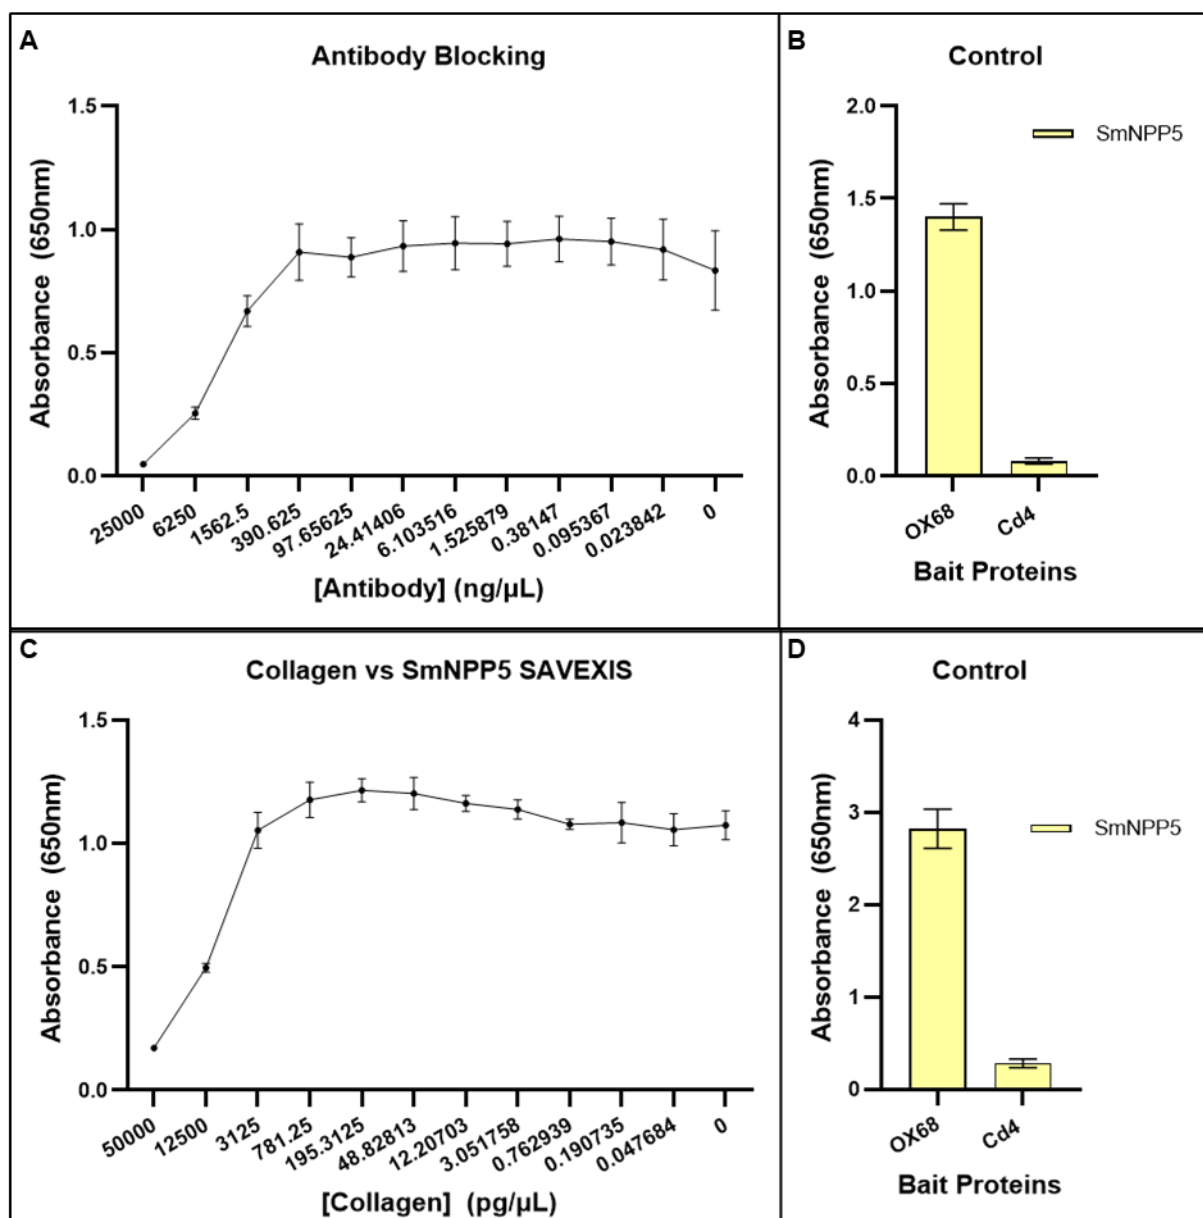 A
Antibody Blocking
Absorbance (650nm)
1.5
1.0
0.5
0.0
25000
6250
1562.5
390.625
97.65625
24.41406
6.103516
1.525879
0.38147
0.095367
0.023842
0
[Antibody] (ng/µL)
B
Control
SmNPP5
Absorbance (650nm)
2.0
1.5
1.0
0.5
0.0
OX68
Cd4
Bait Proteins
C
Collagen vs SmNPP5 SAVEXIS
Absorbance (650nm)
1.5
1.0
0.5
0.0
50000
12500
3125
781.25
195.3125
48.82813
12.20703
3.051758
0.762939
0.190735
0.047684
0
[Collagen] (pg/µL)
D
Control
SmNPP5
Absorbance (650nm)
4
3
2
1
0
OX68
Cd4
Bait Proteins